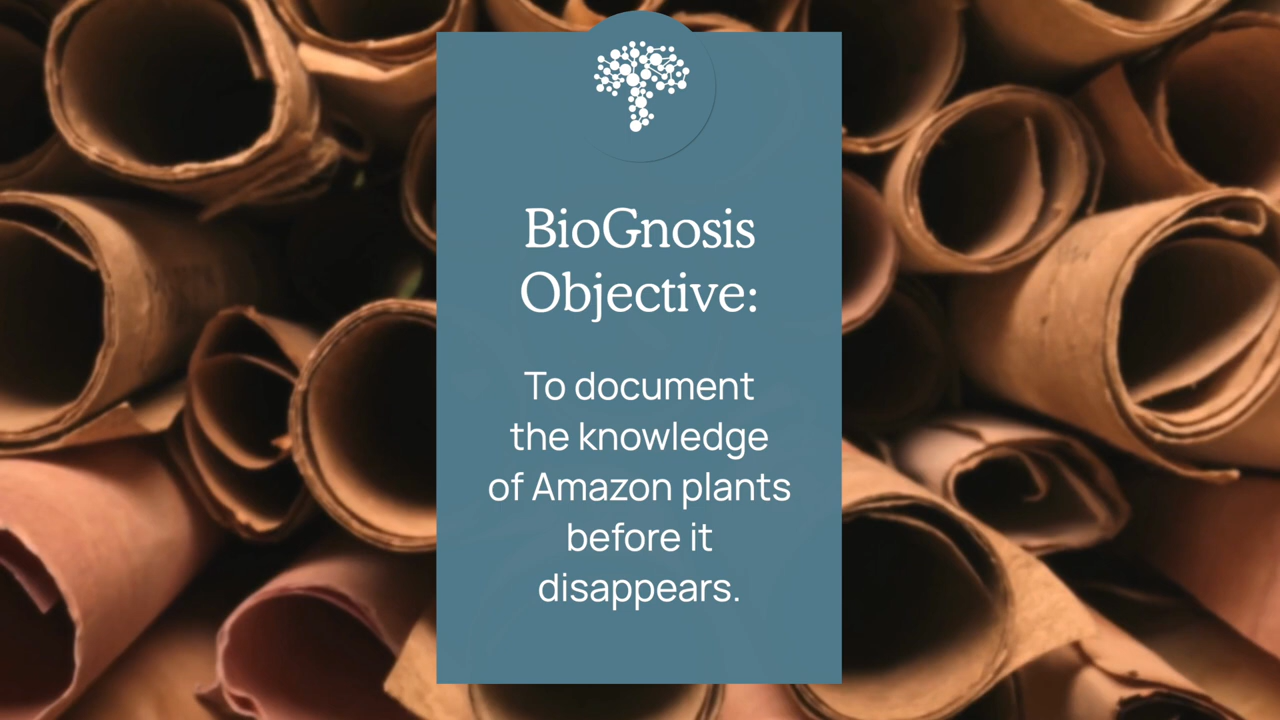 BioGnosis
Objective:
To document
the knowledge
of Amazon plants
before it
disappears.